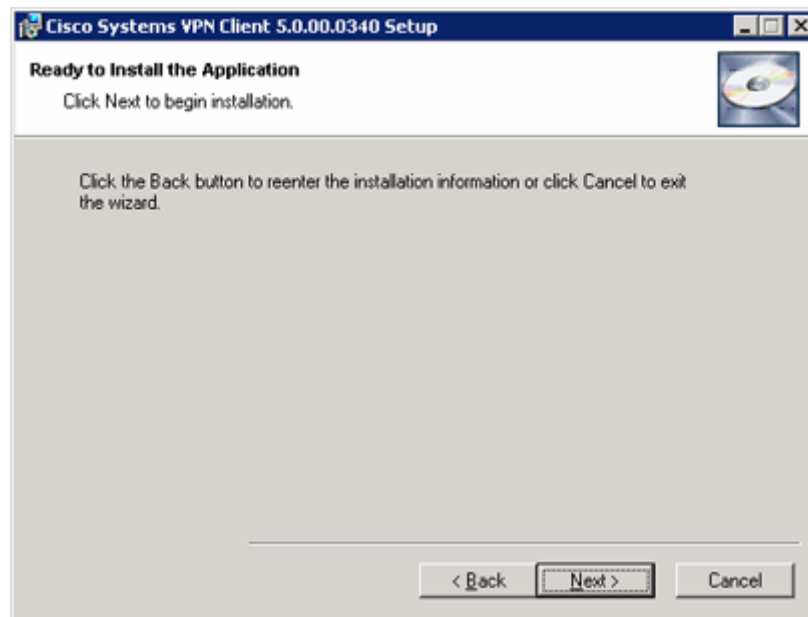 Cisco Systems VPN Client 5.0.00.0340 Setup
Ready to Install the Application
Click Next to begin installation.
Click the Back button to reenter the installation information or click Cancel to exit
the wizard.
< Back Next > Cancel